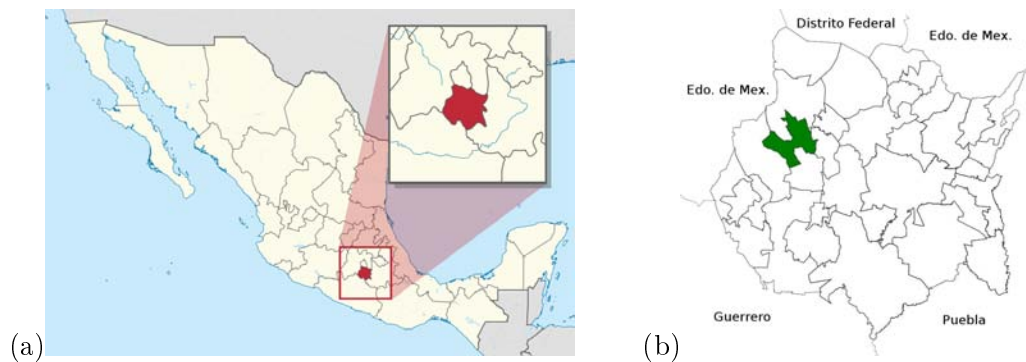 Distrito Federal
Edo. de Mex.
Edo. de Mex.
Guerrero
Puebla
(a)
(b)